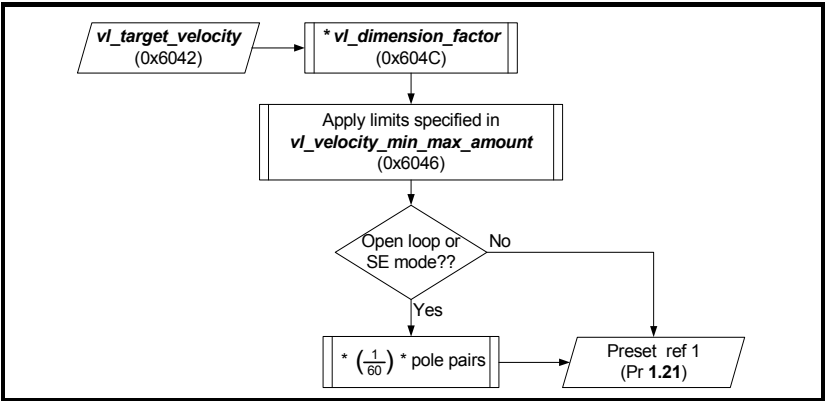 vl_target_velocity
(0x6042)
* vl_dimension_factor
(0x604C)
Apply limits specified in
vl_velocity_min_max_amount
(0x6046)
Open loop or
SE mode??
No
Yes
* (1/60) * pole pairs
Preset ref 1
(Pr 1.21)